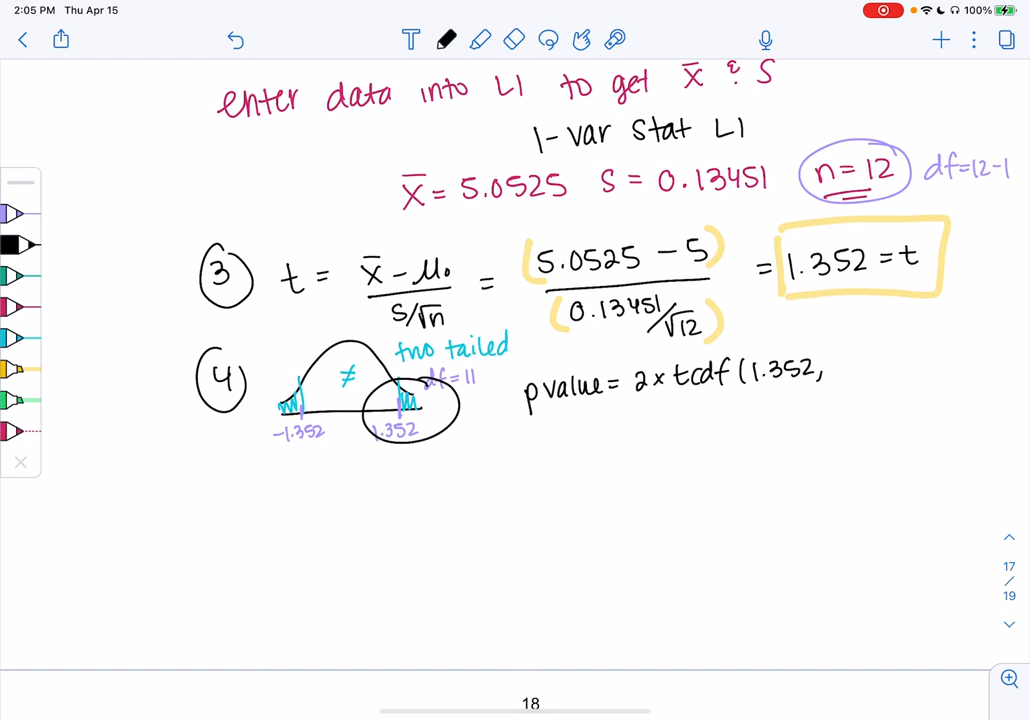 2:05 PM Thu Apr 15
100%
T
enter data into L1 to get x̄ & S
1-var Stat L1
x̄ = 5.0525 S = 0.13451 n = 12 df=12-1
③ t = x̄ - μ₀ / S/√n = (5.0525 - 5) / (0.13451/√12) = 1.352 = t
④ two tailed
≠ df = 11
-1.352 1.352
p value = 2 × tcdf (1.352,
17
/
19
18